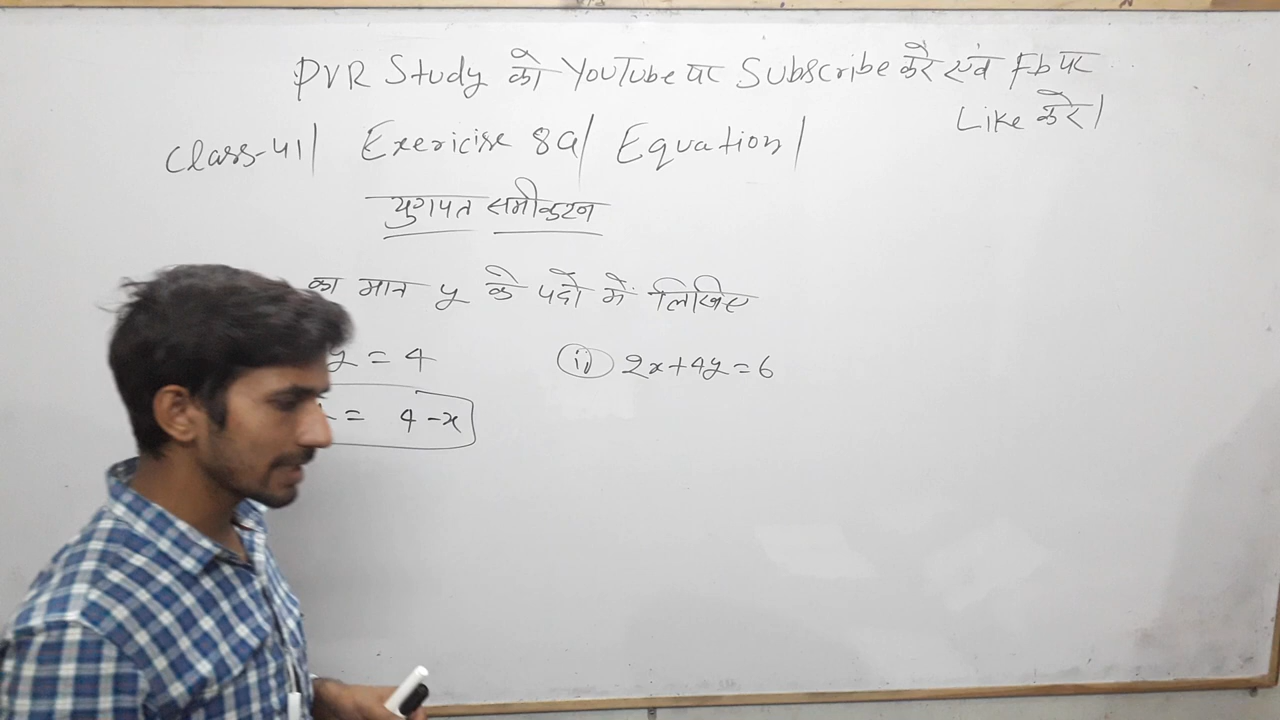 PVR Study को YouTube पर Subscribe करें एवं Fb पर
Like करें।
Class-41| Exericise 8a| Equation|
युगपत समीकरण
का मान y के पदों में लिखिए
y = 4
(ii) 2x+4y=6
= 4-x